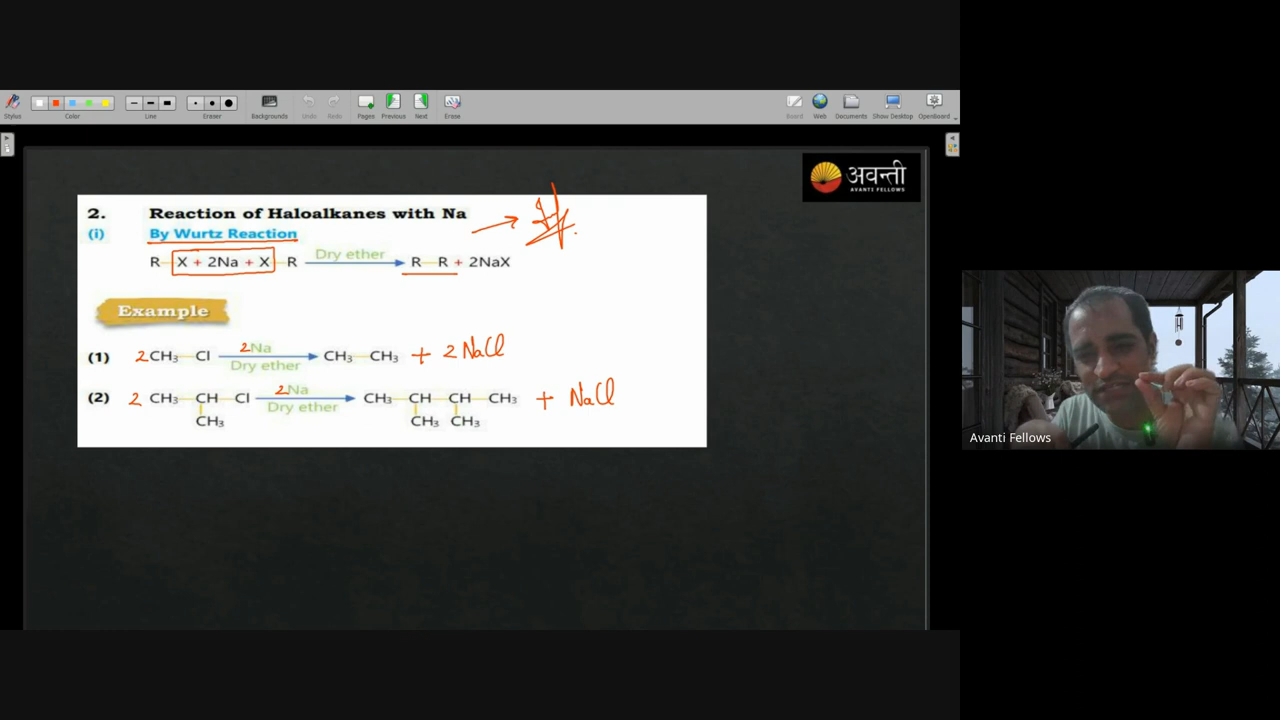 Stylus Color Line Eraser Backgrounds Undo Redo Pages Previous Next Erase Board Web Documents Show Desktop OpenBoard
अवन्ती
AVANTI FELLOWS
2. Reaction of Haloalkanes with Na
(i) By Wurtz Reaction
R X + 2Na + X R Dry ether R R + 2NaX
Example
(1) 2CH₃ Cl 2Na Dry ether CH₃ CH₃ + 2NaCl
(2) 2 CH₃ CH Cl 2Na Dry ether CH₃ CH CH CH₃ + NaCl
CH₃ CH₃ CH₃
Avanti Fellows